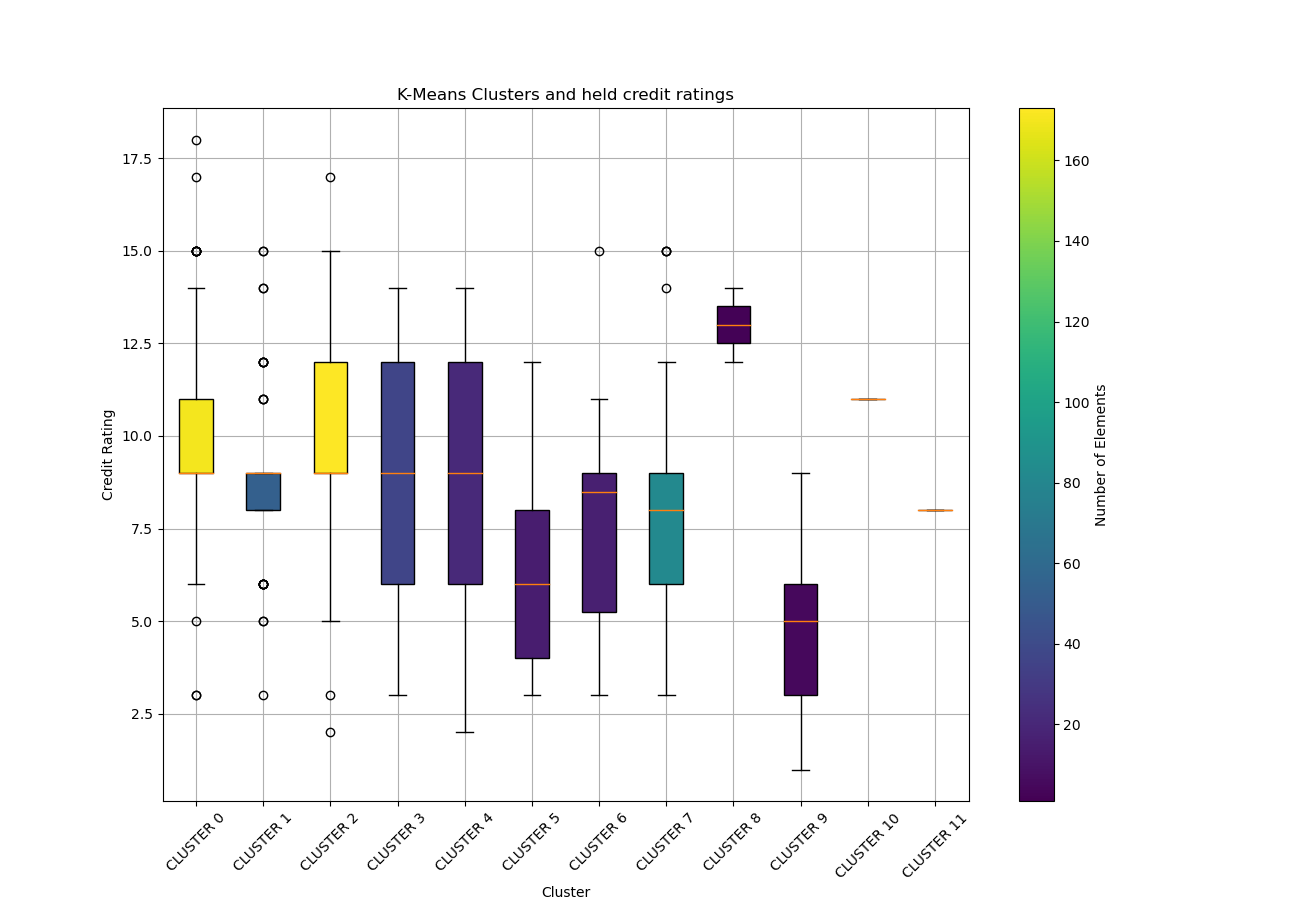 K-Means Clusters and held credit ratings
Credit Rating
17.5
15.0
12.5
10.0
7.5
5.0
2.5
CLUSTER 0
CLUSTER 1
CLUSTER 2
CLUSTER 3
CLUSTER 4
CLUSTER 5
CLUSTER 6
CLUSTER 7
CLUSTER 8
CLUSTER 9
CLUSTER 10
CLUSTER 11
Cluster
160
140
120
100
80
60
40
20
Number of Elements